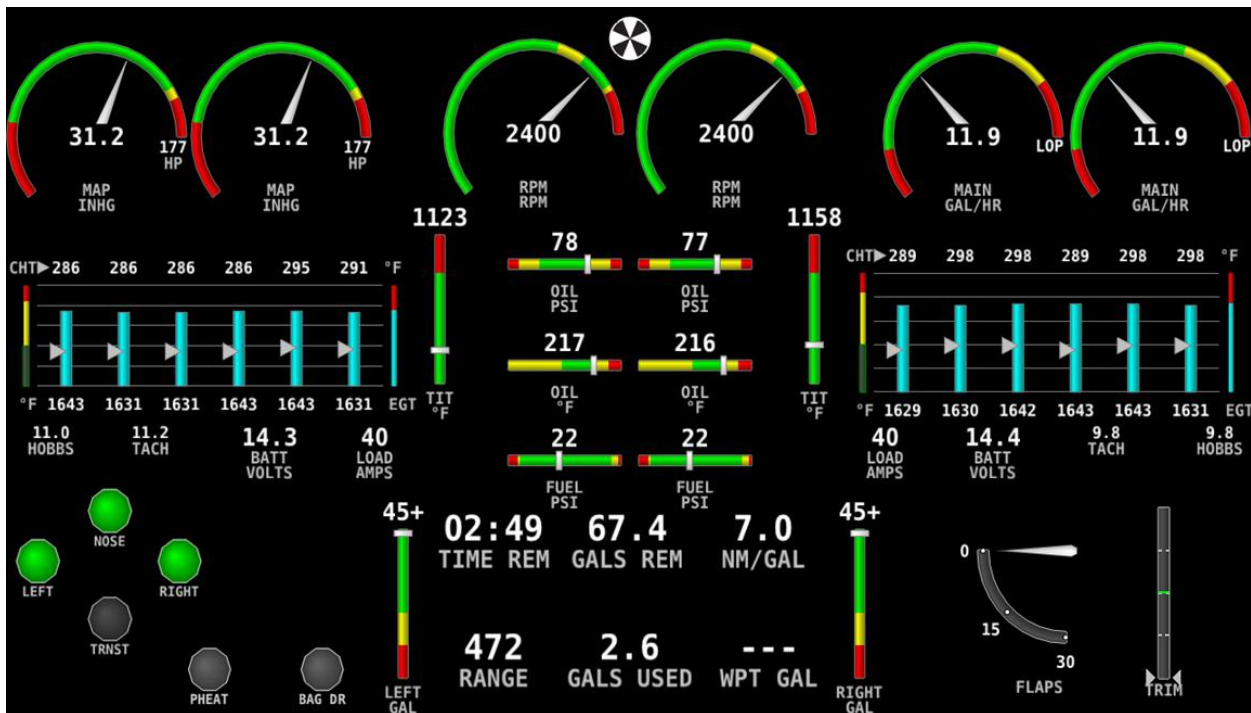 31.2
177
HP
MAP
INHG
31.2
177
HP
MAP
INHG
2400
RPM
RPM
2400
RPM
RPM
11.9
LOP
MAIN
GAL/HR
11.9
LOP
MAIN
GAL/HR
1123
TIT
°F
78
OIL
PSI
77
OIL
PSI
1158
TIT
°F
217
OIL
°F
216
OIL
°F
22
FUEL
PSI
22
FUEL
PSI
CHT 286 286 286 286 295 291 °F
°F 1643 1631 1631 1643 1643 1631 EGT
11.0
HOBBS
11.2
TACH
14.3
BATT
VOLTS
40
LOAD
AMPS
CHT 289 298 298 289 298 298 °F
°F 1629 1630 1642 1643 1643 1631 EGT
40
LOAD
AMPS
14.4
BATT
VOLTS
9.8
TACH
9.8
HOBBS
NOSE
LEFT
RIGHT
TRNST
PHEAT
BAG DR
45+
LEFT
GAL
02:49
TIME REM
67.4
GALS REM
7.0
NM/GAL
472
RANGE
2.6
GALS USED
---
WPT GAL
45+
RIGHT
GAL
0
15
30
FLAPS
TRIM